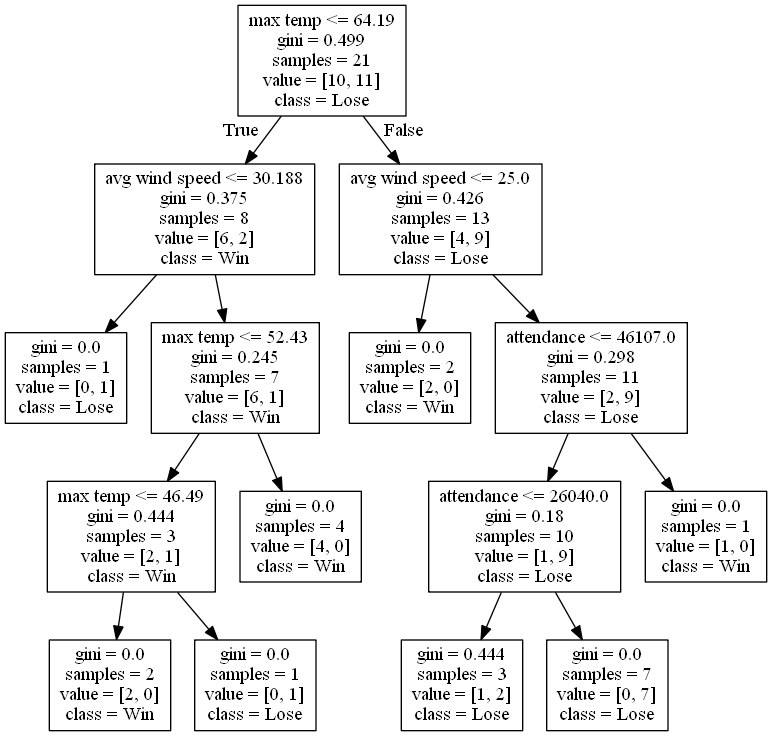 max temp <= 64.19
gini = 0.499
samples = 21
value = [10, 11]
class = Lose
True
False
avg wind speed <= 30.188
gini = 0.375
samples = 8
value = [6, 2]
class = Win
avg wind speed <= 25.0
gini = 0.426
samples = 13
value = [4, 9]
class = Lose
gini = 0.0
samples = 1
value = [0, 1]
class = Lose
max temp <= 52.43
gini = 0.245
samples = 7
value = [6, 1]
class = Win
gini = 0.0
samples = 2
value = [2, 0]
class = Win
attendance <= 46107.0
gini = 0.298
samples = 11
value = [2, 9]
class = Lose
max temp <= 46.49
gini = 0.444
samples = 3
value = [2, 1]
class = Win
gini = 0.0
samples = 4
value = [4, 0]
class = Win
attendance <= 26040.0
gini = 0.18
samples = 10
value = [1, 9]
class = Lose
gini = 0.0
samples = 1
value = [1, 0]
class = Win
gini = 0.0
samples = 2
value = [2, 0]
class = Win
gini = 0.0
samples = 1
value = [0, 1]
class = Lose
gini = 0.444
samples = 3
value = [1, 2]
class = Lose
gini = 0.0
samples = 7
value = [0, 7]
class = Lose